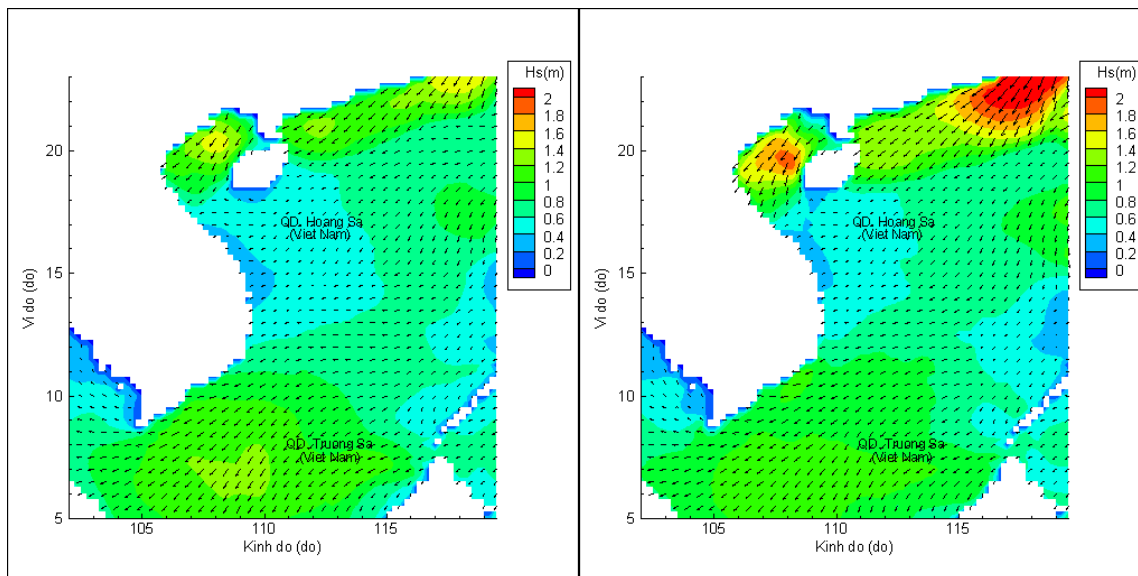 Hs(m)
2
1.8
1.6
1.4
1.2
1
0.8
0.6
0.4
0.2
0
20
15
10
5
Vi do (do)
QD. Hoang Sa
(Viet Nam)
QD. Truong Sa
(Viet Nam)
105
110
115
Kinh do (do)
Hs(m)
2
1.8
1.6
1.4
1.2
1
0.8
0.6
0.4
0.2
0
20
15
10
5
Vi do (do)
QD. Hoang Sa
(Viet Nam)
QD. Truong Sa
(Viet Nam)
105
110
115
Kinh do (do)